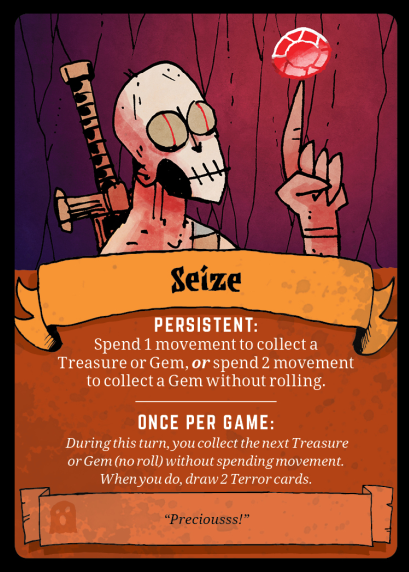 Seize
PERSISTENT:
Spend 1 movement to collect a
Treasure or Gem, or spend 2 movement
to collect a Gem without rolling.
ONCE PER GAME:
During this turn, you collect the next Treasure
or Gem (no roll) without spending movement.
When you do, draw 2 Terror cards.
“Preciousss!”